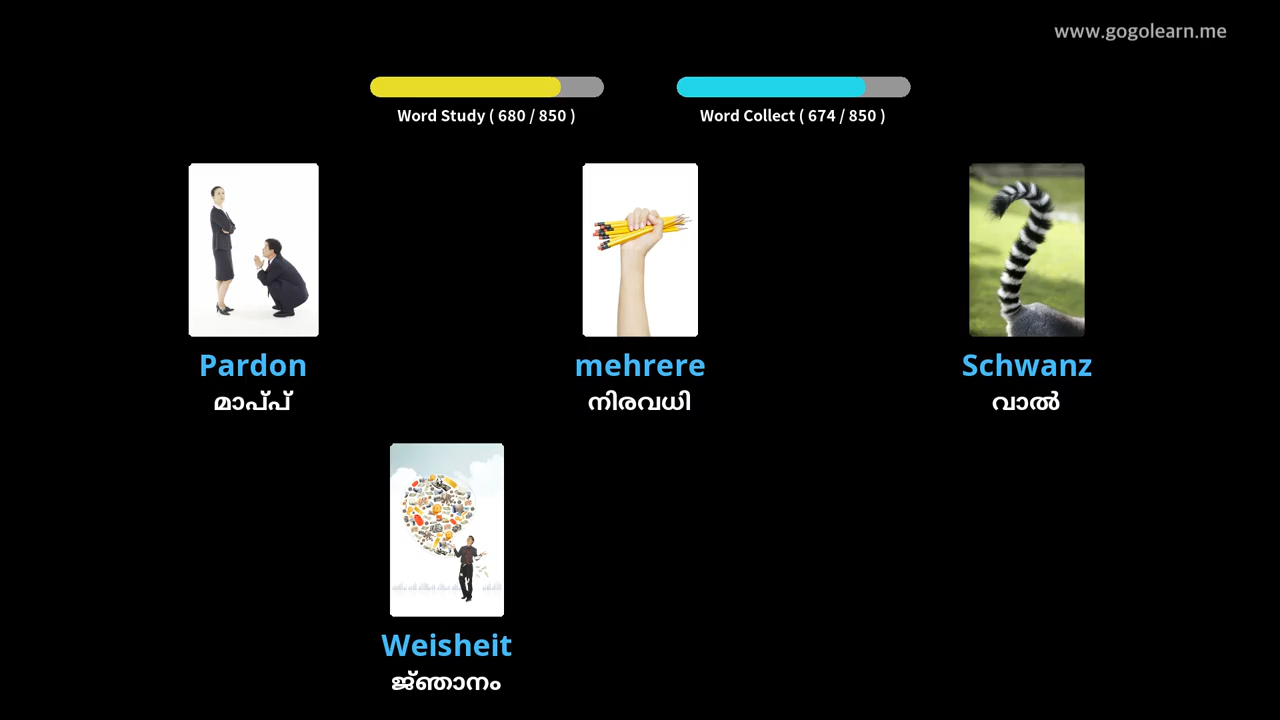 www.gogolearn.me
Word Study ( 680 / 850 )
Word Collect ( 674 / 850 )
Pardon
മാപ്പ്
mehrere
നിരവധി
Schwanz
വാൽ
Weisheit
ജ്ഞാനം